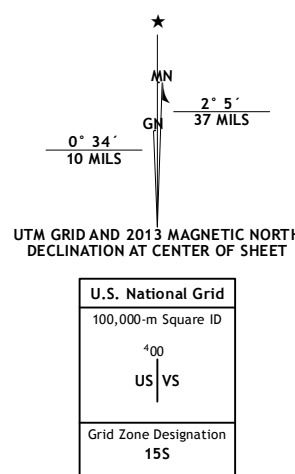 ★
MN
2° 5´
37 MILS
GN
0° 34´
10 MILS
UTM GRID AND 2013 MAGNETIC NORTH
DECLINATION AT CENTER OF SHEET
U.S. National Grid
100,000-m Square ID
⁴00
US VS
Grid Zone Designation
15S